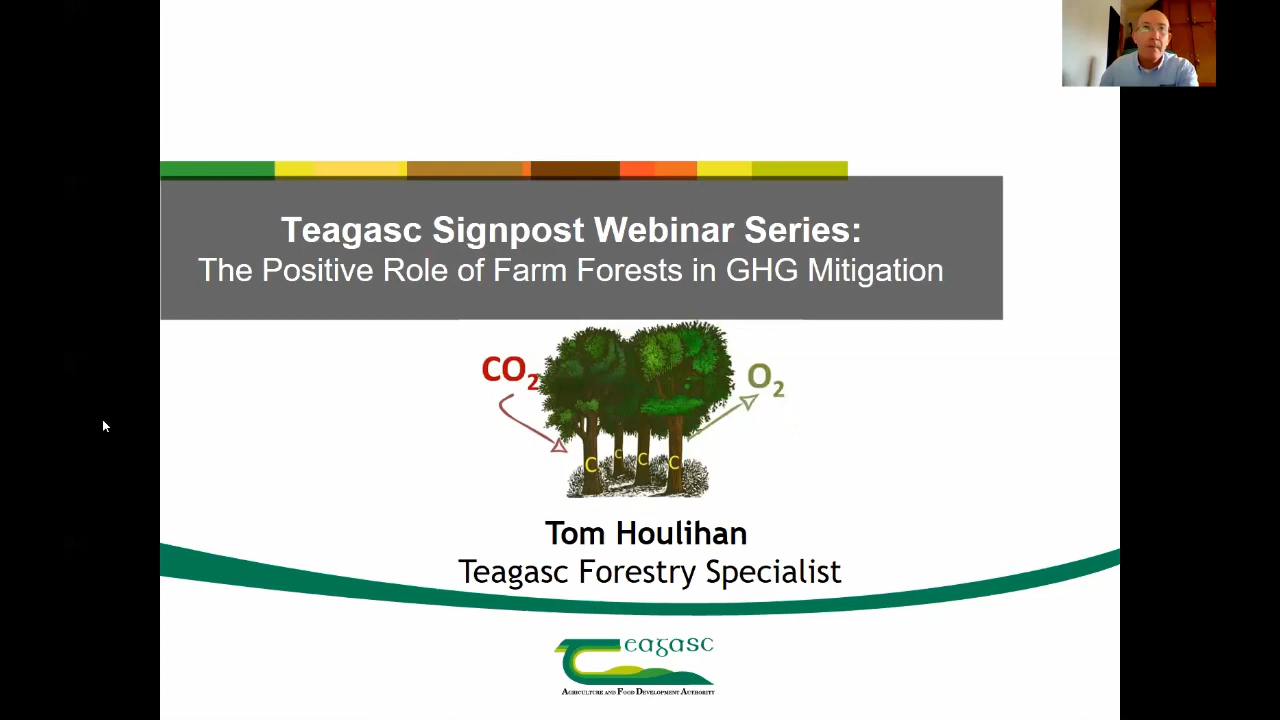 Teagasc Signpost Webinar Series:
The Positive Role of Farm Forests in GHG Mitigation
CO₂
O₂
C C C C
Tom Houlihan
Teagasc Forestry Specialist
Teagasc
AGRICULTURE AND FOOD DEVELOPMENT AUTHORITY